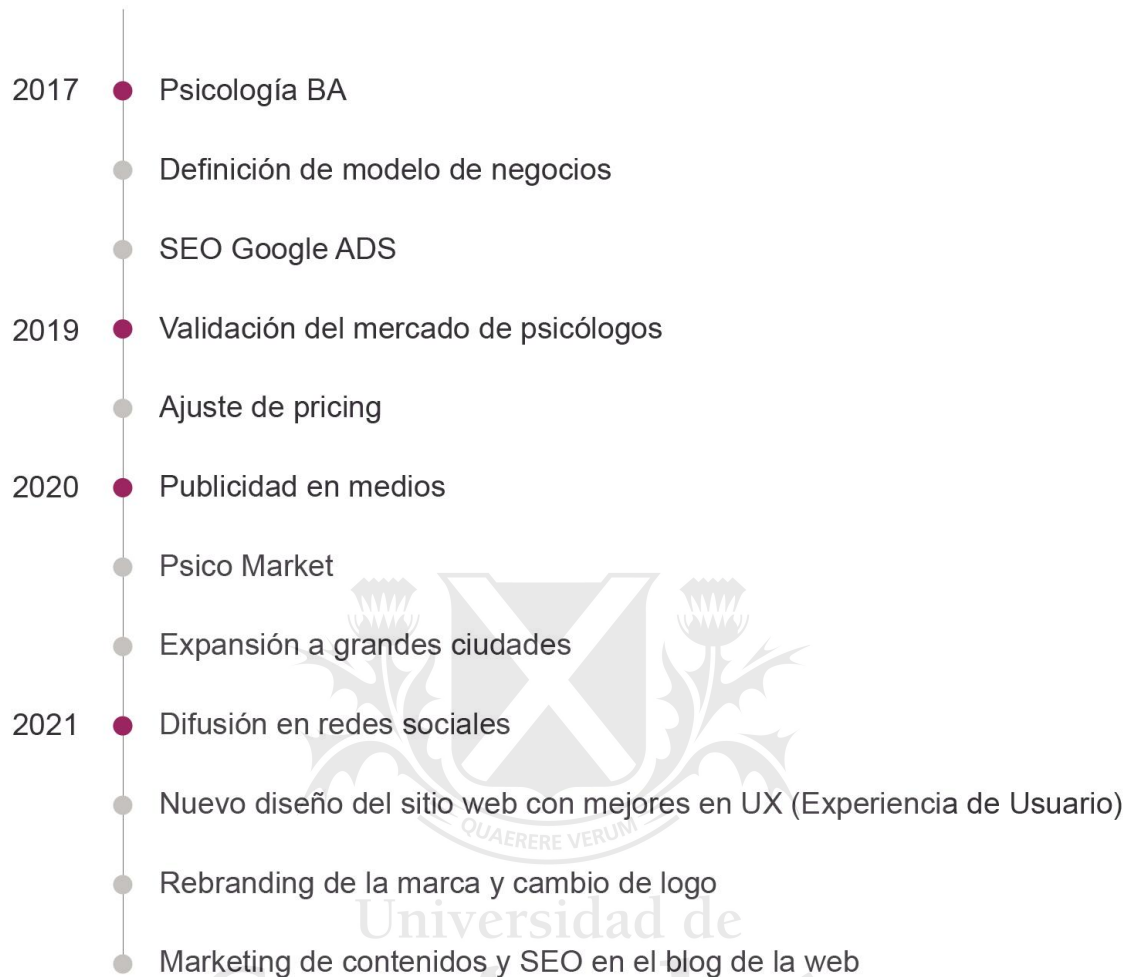 2017 Psicología BA
Definición de modelo de negocios
SEO Google ADS
2019 Validación del mercado de psicólogos
Ajuste de pricing
2020 Publicidad en medios
Psico Market
Expansión a grandes ciudades
2021 Difusión en redes sociales
Nuevo diseño del sitio web con mejores en UX (Experiencia de Usuario)
QUAERERE VERUM
Rebranding de la marca y cambio de logo
Universidad de
Marketing de contenidos y SEO en el blog de la web